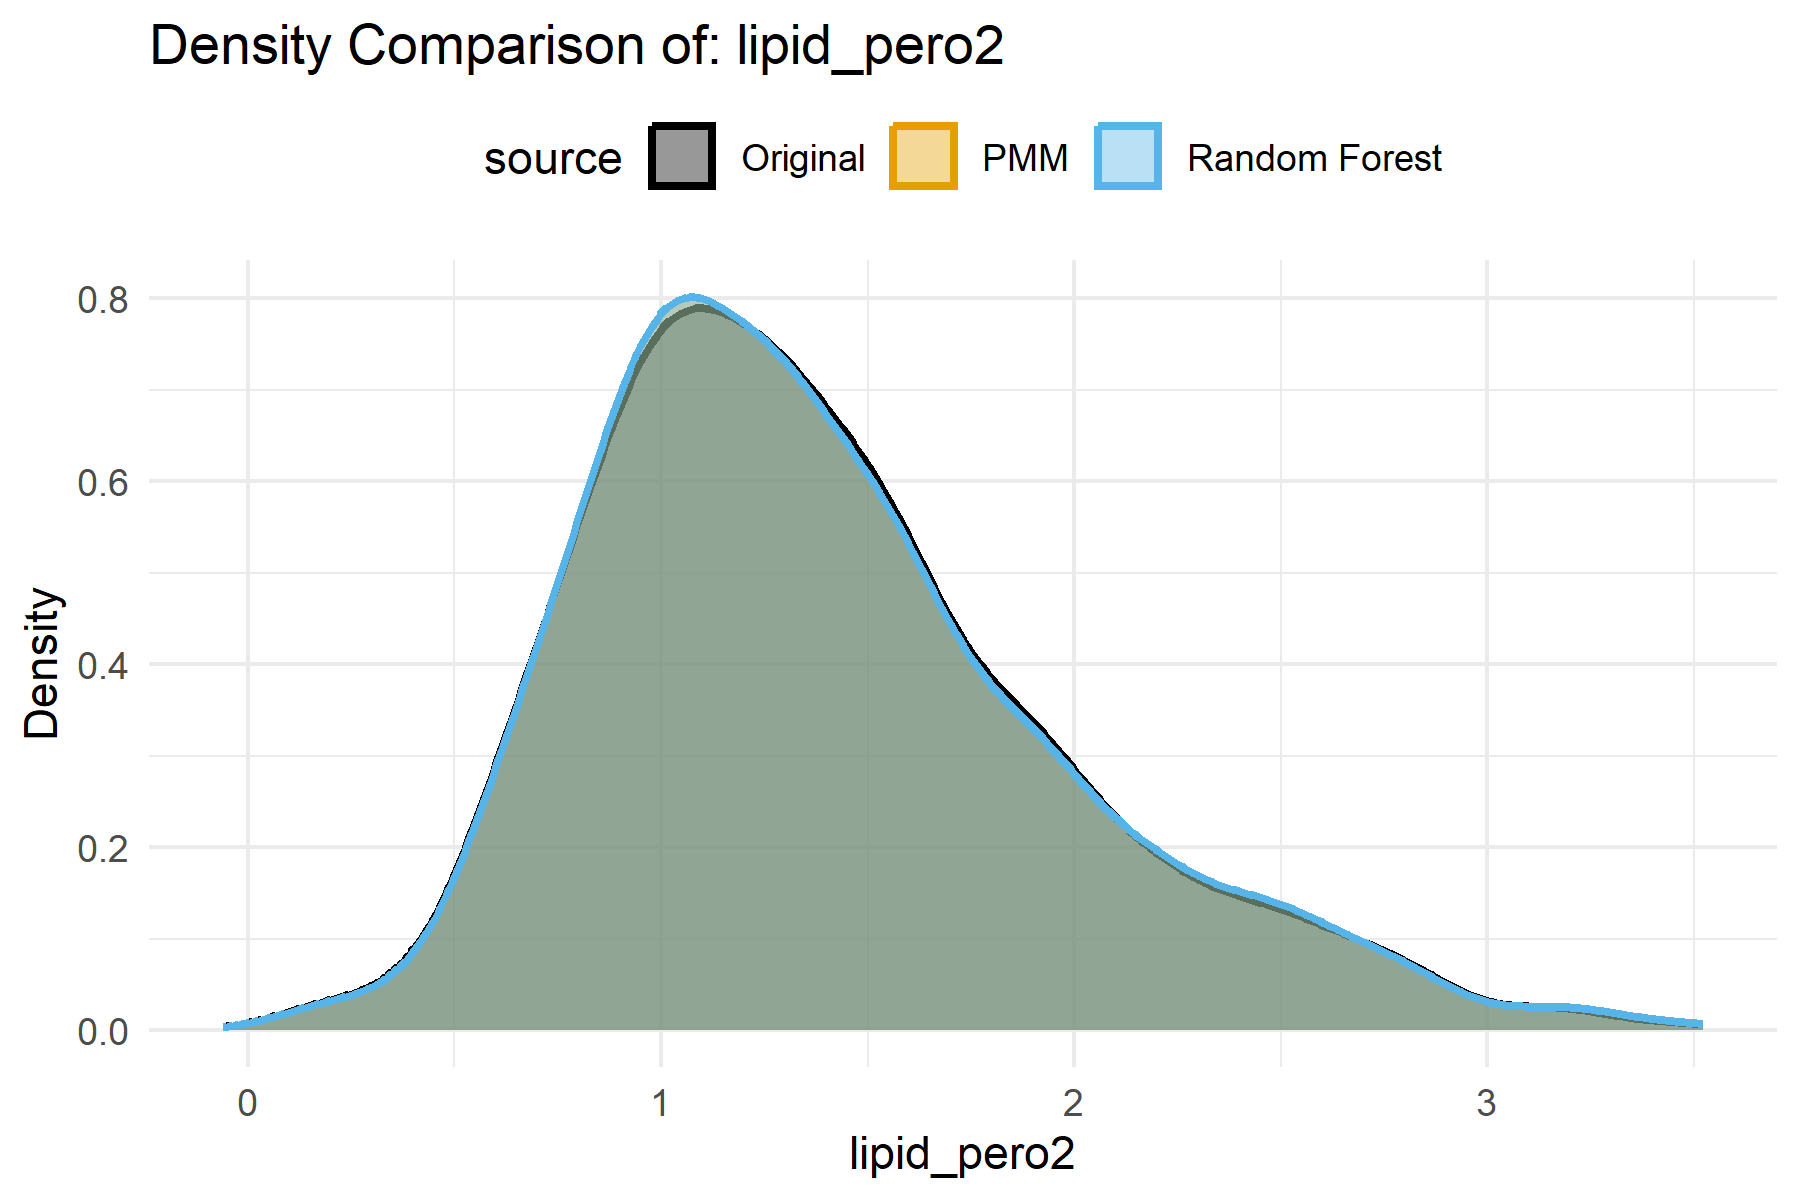 Density Comparison of: lipid_pero2
source Original PMM Random Forest
Density
0.8
0.6
0.4
0.2
0.0
0 1 2 3
lipid_pero2